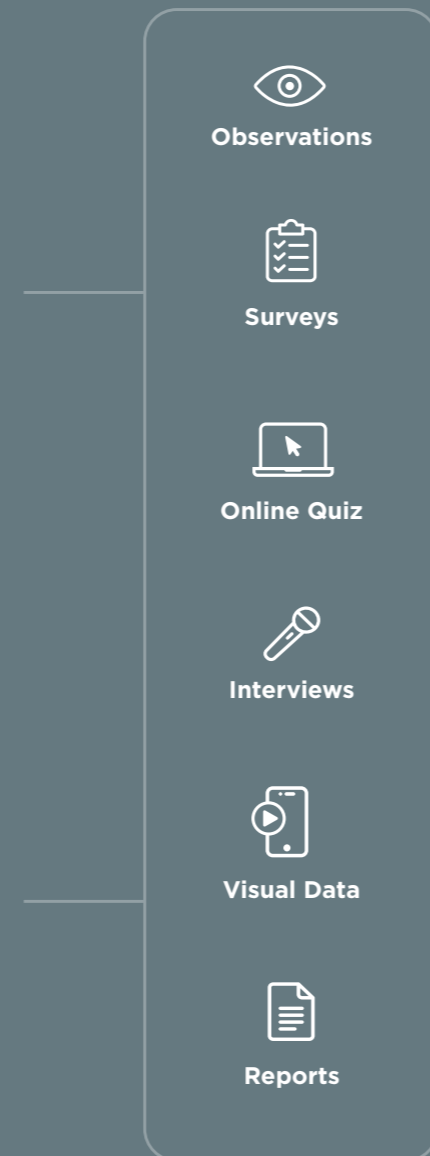 Observations
Surveys
Online Quiz
Interviews
Visual Data
Reports